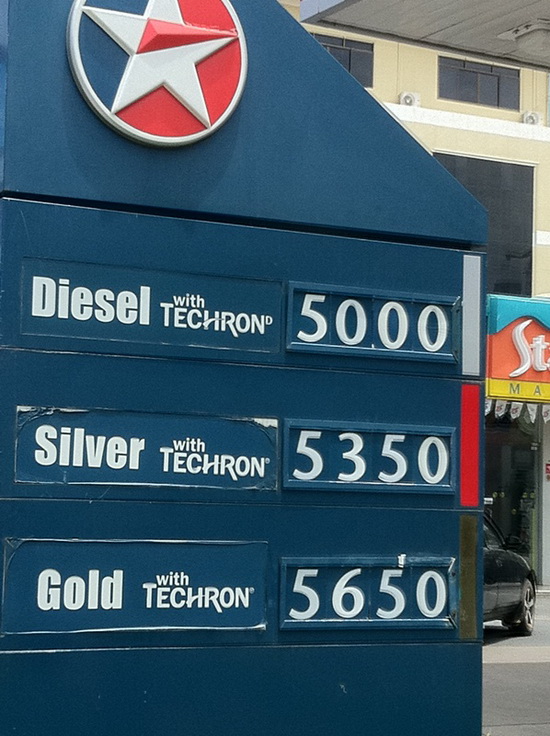 Diesel with TECHRON D 5000
Silver with TECHRON® 5350
Gold with TECHRON® 5650